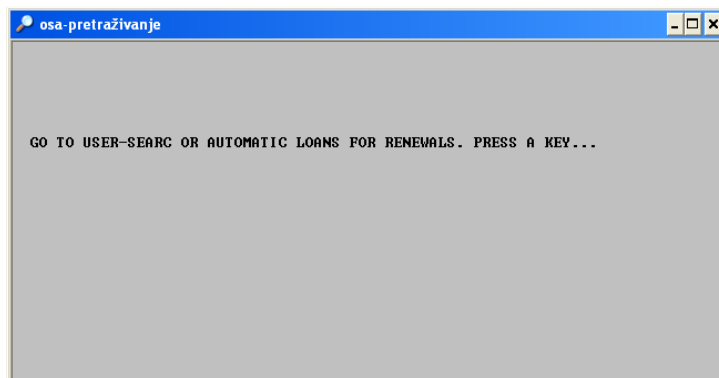 osa-pretraživanje
GO TO USER-SEARC OR AUTOMATIC LOANS FOR RENEWALS. PRESS A KEY...